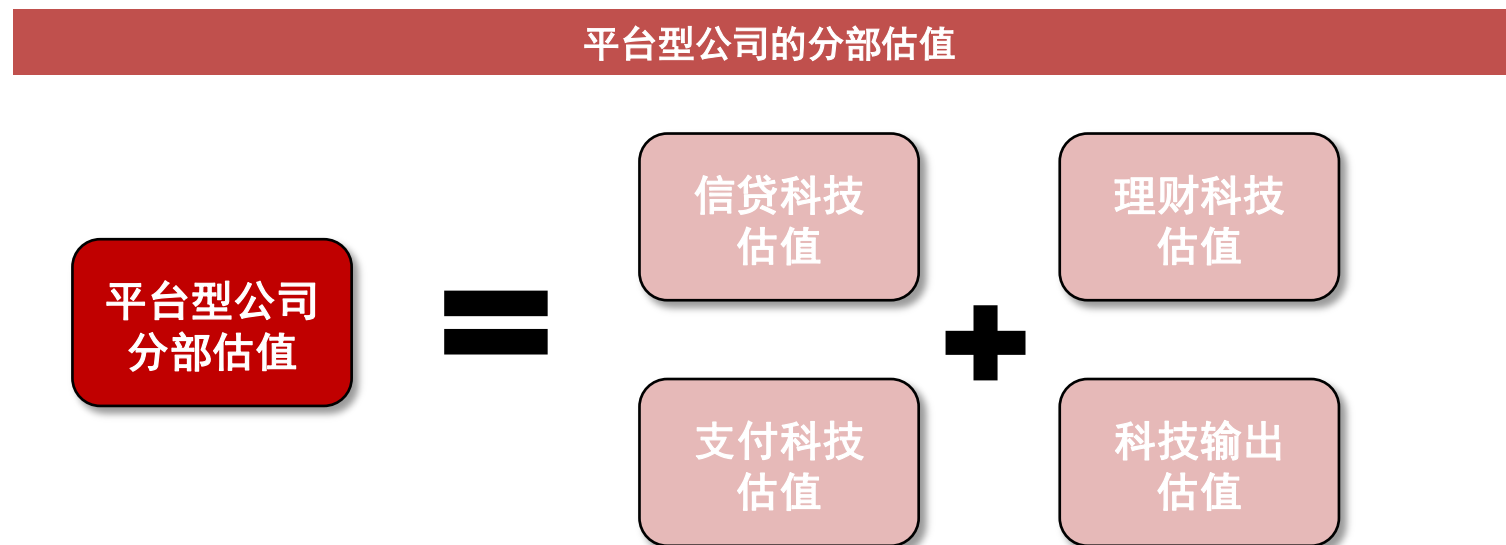 平台型公司的分部估值
平台型公司
分部估值
信贷科技
估值
理财科技
估值
支付科技
估值
科技输出
估值